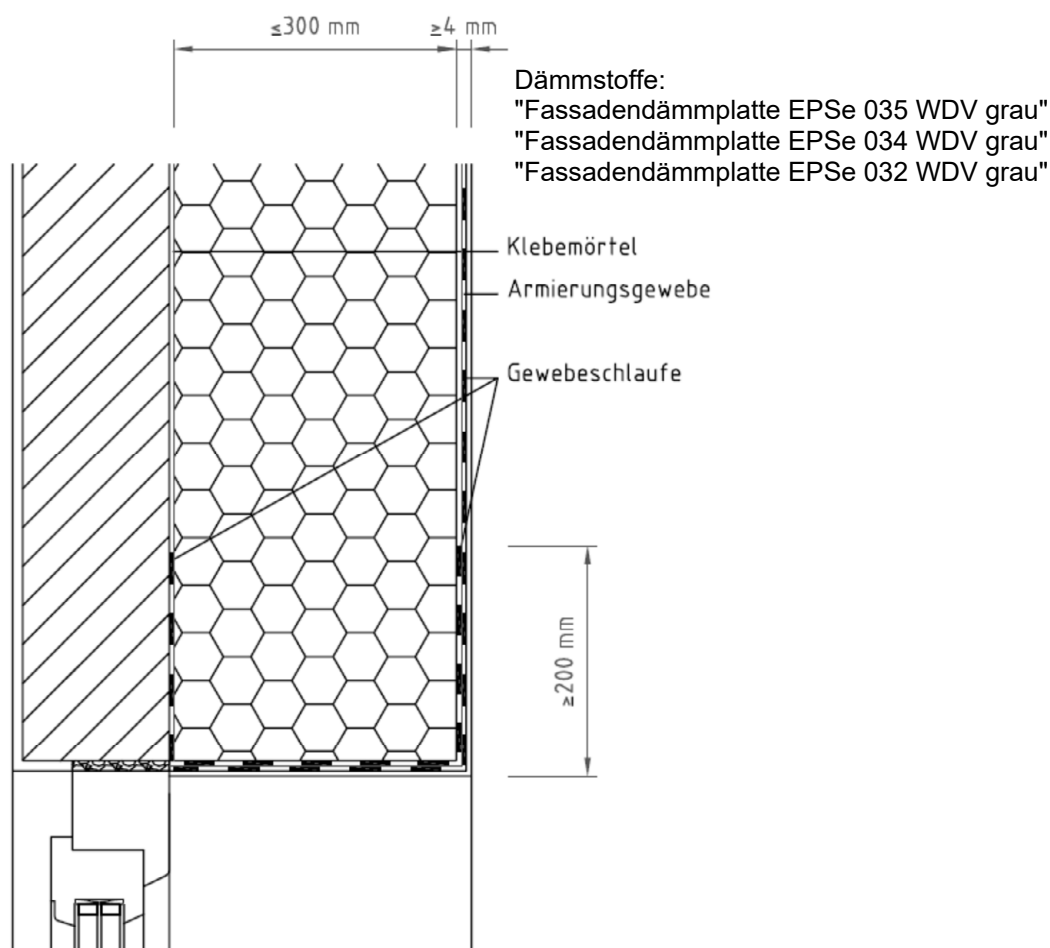 ≤300 mm
≥4 mm
Dämmstoffe:
"Fassadendämmplatte EPSe 035 WDV grau"
"Fassadendämmplatte EPSe 034 WDV grau"
"Fassadendämmplatte EPSe 032 WDV grau"
Klebemörtel
Armierungsgewebe
Gewebeschlaufe
≥200 mm